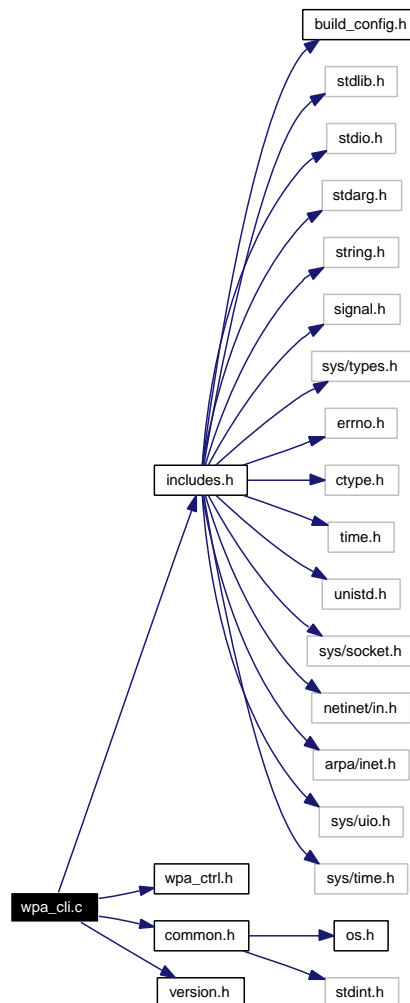 build_config.h
stdlib.h
stdio.h
stdarg.h
string.h
signal.h
sys/types.h
errno.h
includes.h
ctype.h
time.h
unistd.h
sys/socket.h
netinet/in.h
arpa/inet.h
sys/uio.h
wpa_ctrl.h
sys/time.h
wpa_cli.c
common.h
os.h
version.h
stdint.h